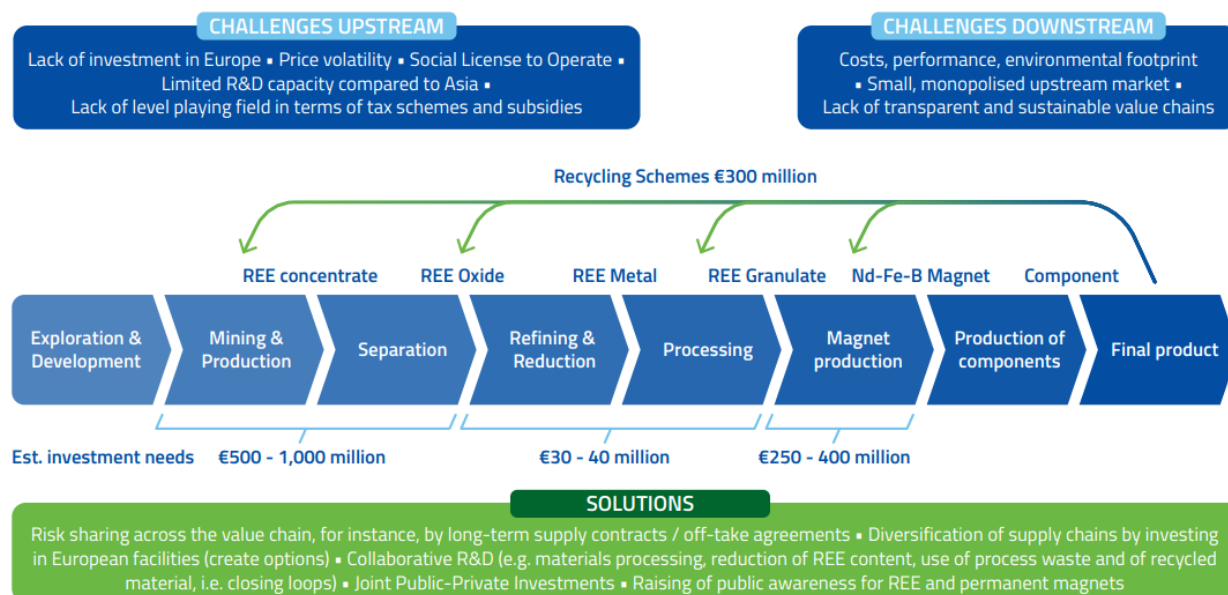 CHALLENGES UPSTREAM
Lack of investment in Europe ▪ Price volatility ▪ Social License to Operate ▪
Limited R&D capacity compared to Asia ▪
Lack of level playing field in terms of tax schemes and subsidies
CHALLENGES DOWNSTREAM
Costs, performance, environmental footprint
▪ Small, monopolised upstream market ▪
Lack of transparent and sustainable value chains
Recycling Schemes €300 million
REE concentrate
REE Oxide
REE Metal
REE Granulate
Nd-Fe-B Magnet
Component
Exploration &
Development
Mining &
Production
Separation
Refining &
Reduction
Processing
Magnet
production
Production of
components
Final product
Est. investment needs
€500 - 1,000 million
€30 - 40 million
€250 - 400 million
SOLUTIONS
Risk sharing across the value chain, for instance, by long-term supply contracts / off-take agreements ▪ Diversification of supply chains by investing
in European facilities (create options) ▪ Collaborative R&D (e.g. materials processing, reduction of REE content, use of process waste and of recycled
material, i.e. closing loops) ▪ Joint Public-Private Investments ▪ Raising of public awareness for REE and permanent magnets